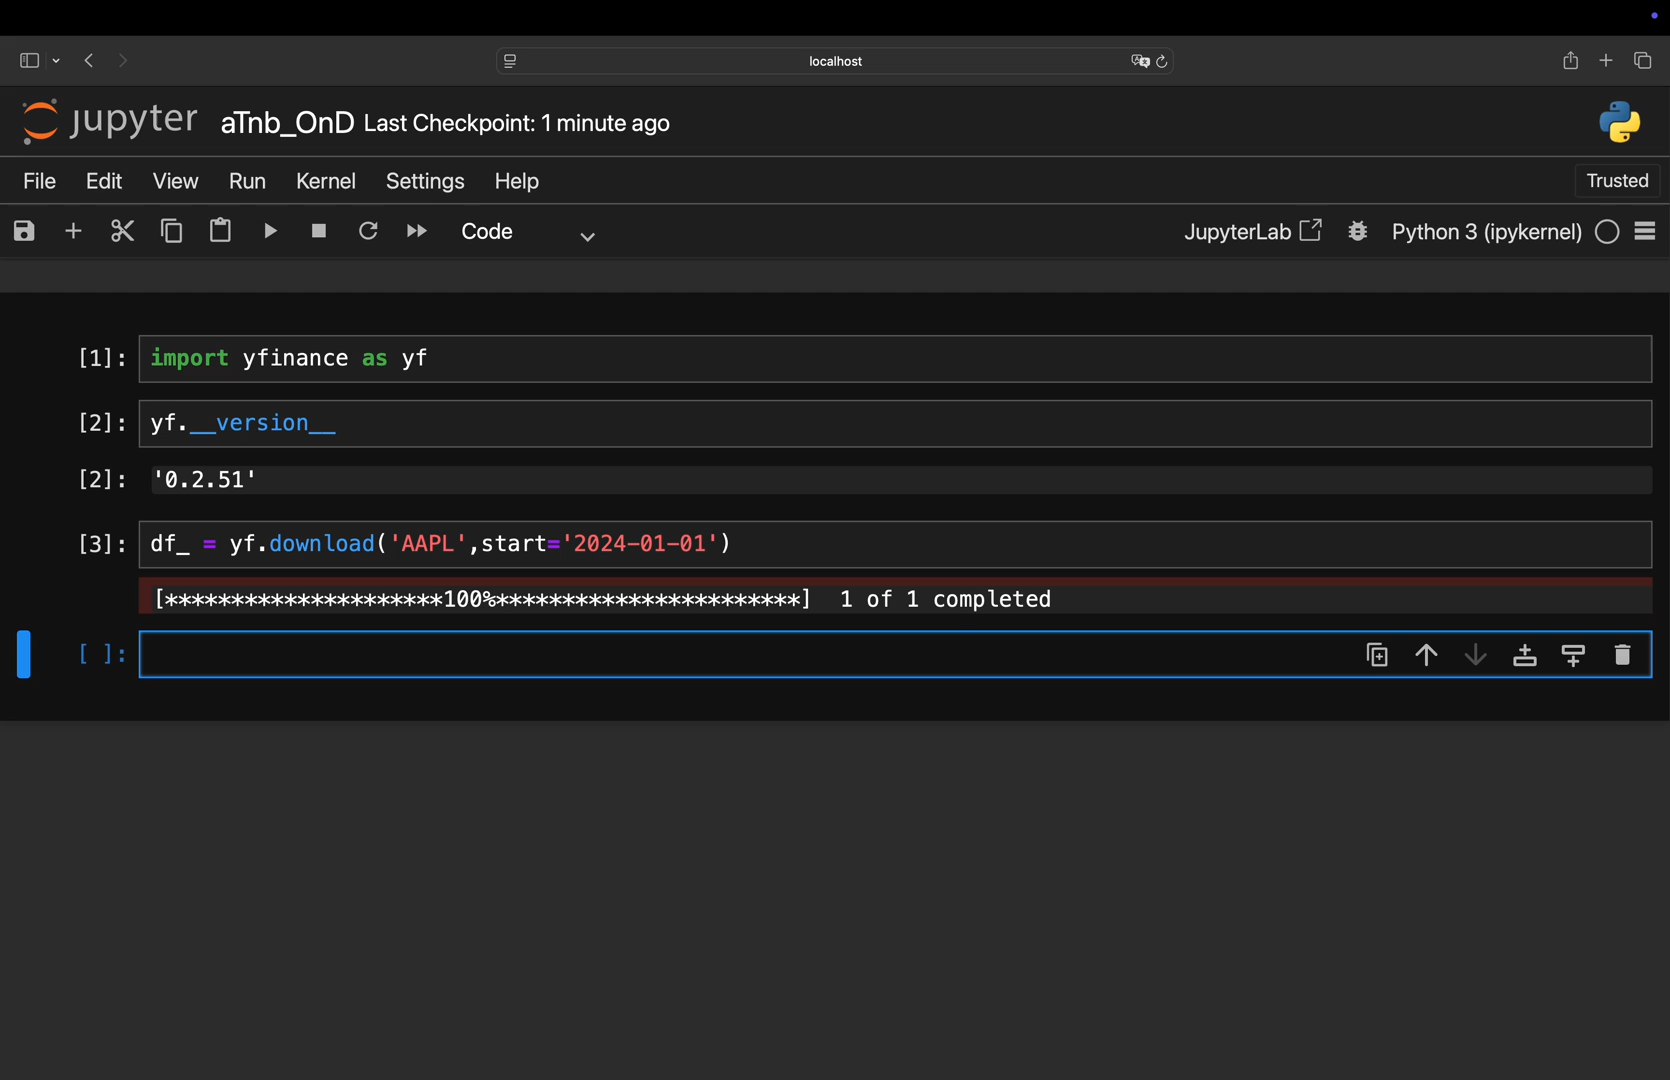 localhost
jupyter aTnb_OnD Last Checkpoint: 1 minute ago
File Edit View Run Kernel Settings Help Trusted
Code JupyterLab Python 3 (ipykernel)
[1]: import yfinance as yf
[2]: yf.__version__
[2]: '0.2.51'
[3]: df_ = yf.download('AAPL',start='2024-01-01')
[*********************100%***********************]  1 of 1 completed
[ ]: